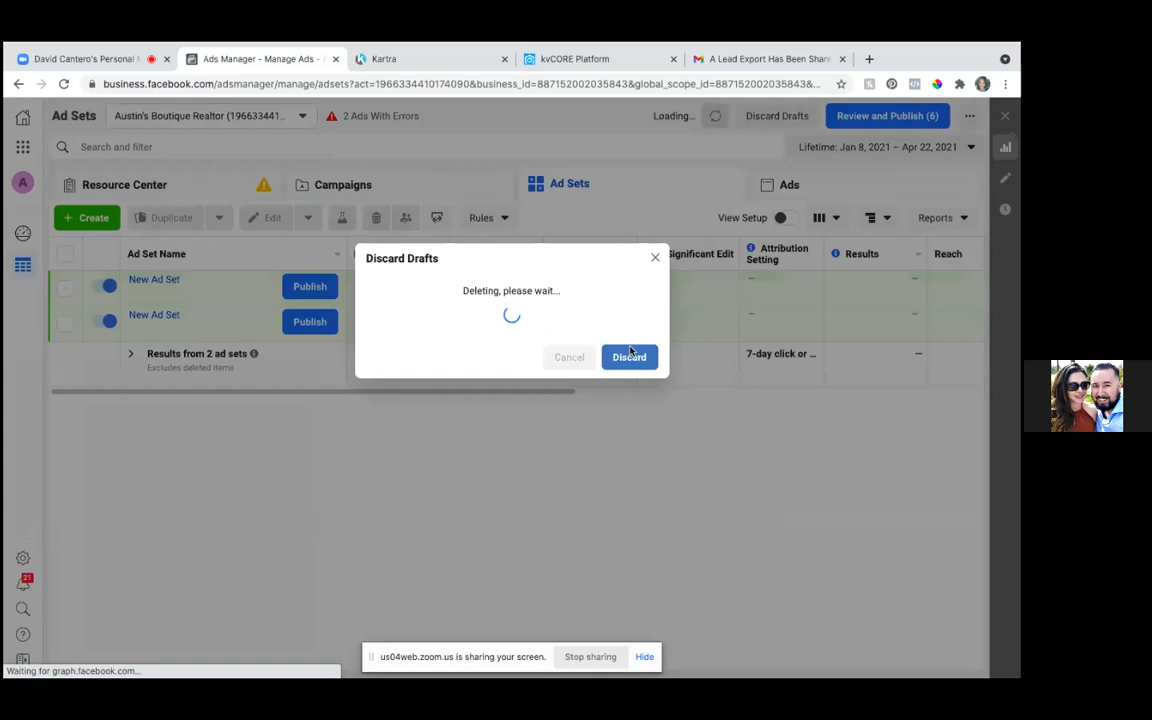 David Cantero's Personal
Ads Manager - Manage Ads -
Kartra
kvCORE Platform
A Lead Export Has Been Share
business.facebook.com/adsmanager/manage/adsets?act=1966334410174090&business_id=887152002035843&global_scope_id=887152002035843&...
Ad Sets
Austin's Boutique Realtor (196633441...
2 Ads With Errors
Loading...
Discard Drafts
Review and Publish (6)
Search and filter
Lifetime: Jan 8, 2021 – Apr 22, 2021
A
Resource Center
Campaigns
Ad Sets
Ads
+ Create
Duplicate
Edit
Rules
View Setup
Reports
Ad Set Name
Significant Edit
Attribution
Setting
Results
Reach
New Ad Set
Publish
--
--
New Ad Set
Publish
--
--
Results from 2 ad sets
Excludes deleted items
7-day click or ...
—
Discard Drafts
Deleting, please wait...
Cancel
Discard
21
us04web.zoom.us is sharing your screen.
Stop sharing
Hide
Waiting for graph.facebook.com...